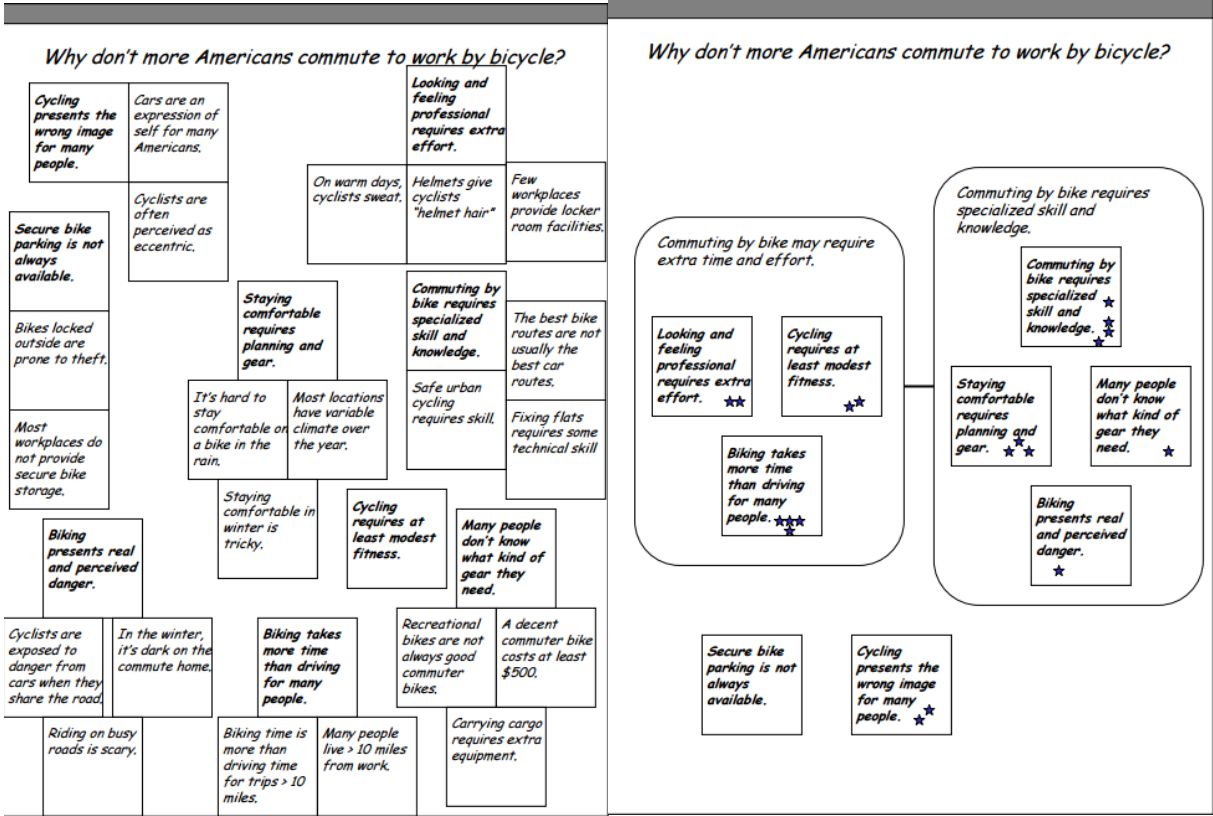 Why don't more Americans commute to work by bicycle?
Cycling
presents the
wrong image
for many
people.
Cars are an
expression of
self for many
Americans.
Cyclists are
often
perceived as
eccentric.
Looking and
feeling
professional
requires extra
effort.
On warm days,
cyclists sweat.
Helmets give
cyclists
"helmet hair"
Few
workplaces
provide locker
room facilities.
Secure bike
parking is not
always
available.
Bikes locked
outside are
prone to theft.
Most
workplaces do
not provide
secure bike
storage.
Staying
comfortable
requires
planning and
gear.
It's hard to
stay
comfortable on
a bike in the
rain.
Most locations
have variable
climate over
the year.
Staying
comfortable in
winter is
tricky.
Commuting by
bike requires
specialized
skill and
knowledge.
The best bike
routes are not
usually the
best car
routes.
Safe urban
cycling
requires skill.
Fixing flats
requires some
technical skill
Cycling
requires at
least modest
fitness.
Many people
don't know
what kind of
gear they
need.
Recreational
bikes are not
always good
commuter
bikes.
A decent
commuter bike
costs at least
$500.
Carrying cargo
requires extra
equipment.
Biking
presents real
and perceived
danger.
Cyclists are
exposed to
danger from
cars when they
share the road.
In the winter,
it's dark on the
commute home.
Riding on busy
roads is scary.
Biking takes
more time
than driving
for many
people.
Biking time is
more than
driving time
for trips > 10
miles.
Many people
live > 10 miles
from work.
Why don't more Americans commute to work by bicycle?
Commuting by bike may require
extra time and effort.
Looking and
feeling
professional
requires extra
effort.
Cycling
requires at
least modest
fitness.
Biking takes
more time
than driving
for many
people.
Commuting by bike requires
specialized skill and
knowledge.
Commuting by
bike requires
specialized
skill and
knowledge.
Staying
comfortable
requires
planning and
gear.
Many people
don't know
what kind of
gear they
need.
Biking
presents real
and perceived
danger.
Secure bike
parking is not
always
available.
Cycling
presents the
wrong image
for many
people.